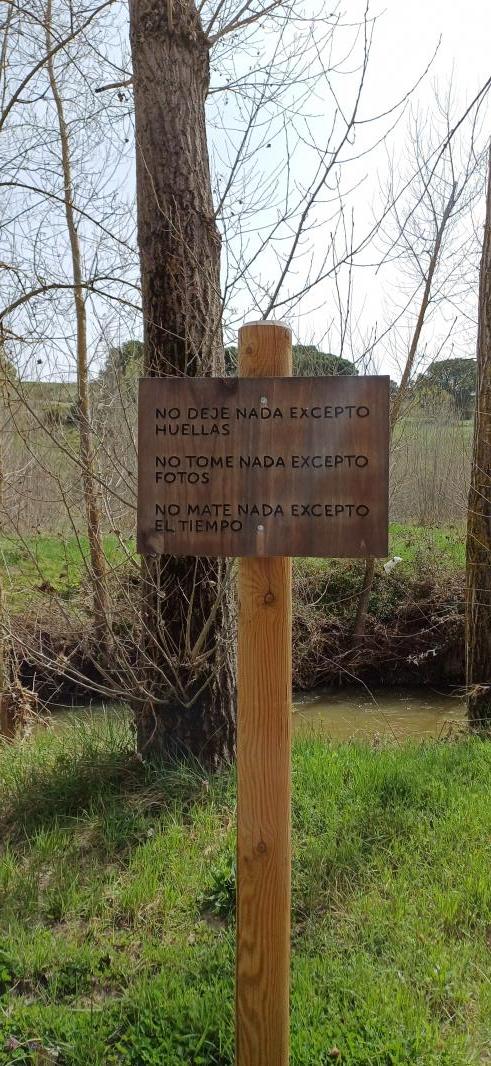 NO DEJE NADA EXCEPTO
HUELLAS
NO TOME NADA EXCEPTO
FOTOS
NO MATE NADA EXCEPTO
EL TIEMPO